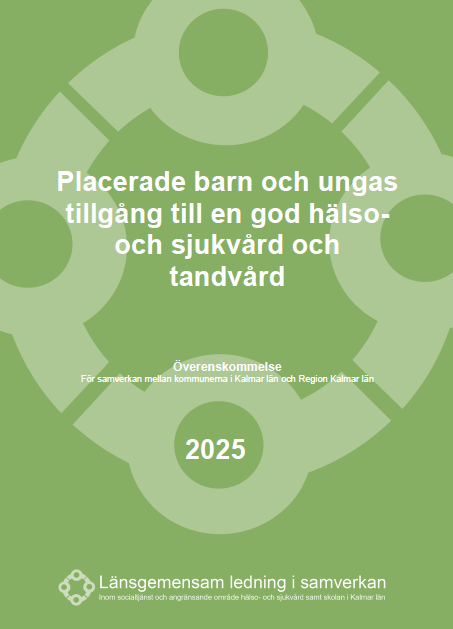 Placerade barn och ungas
tillgång till en god hälso-
och sjukvård och
tandvård
Överenskommelse
För samverkan mellan kommunerna i Kalmar län och Region Kalmar län
2025
Länsgemensam ledning i samverkan
Inom socialtjänst och angränsande område hälso- och sjukvård samt skolan i Kalmar län